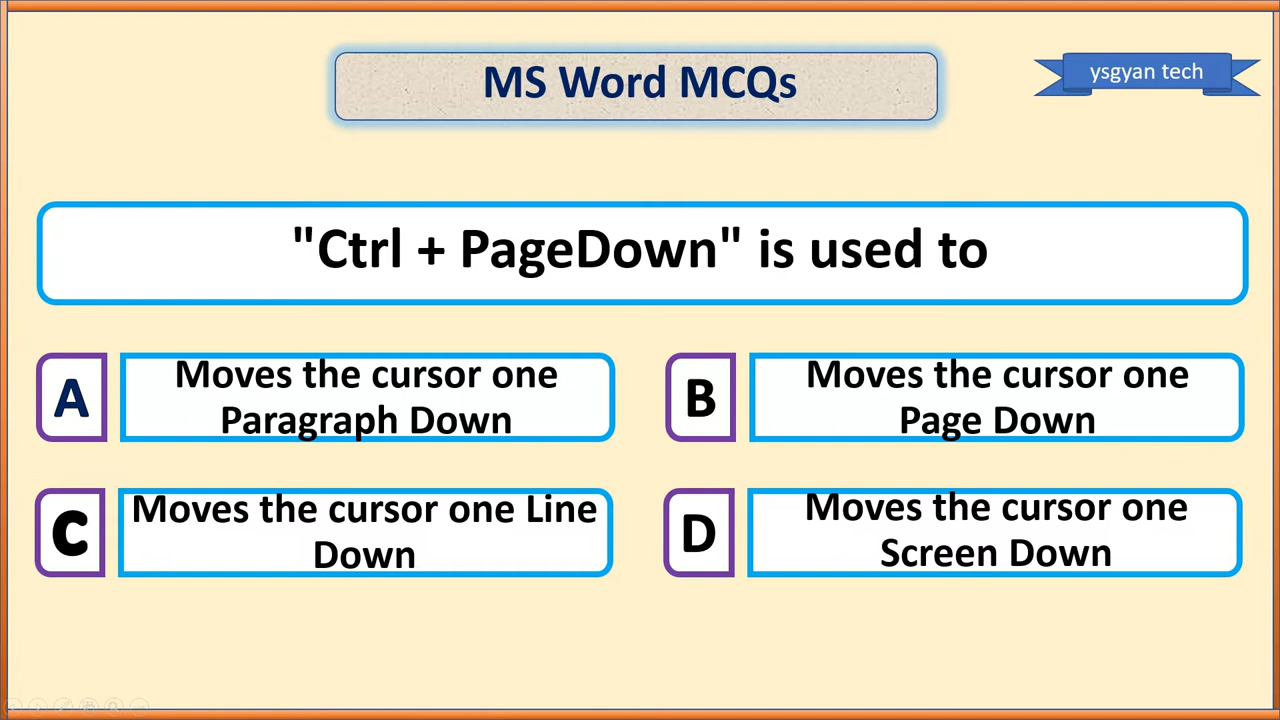 MS Word MCQs
ysgyan tech
"Ctrl + PageDown" is used to
A
Moves the cursor one
Paragraph Down
B
Moves the cursor one
Page Down
C
Moves the cursor one Line
Down
D
Moves the cursor one
Screen Down